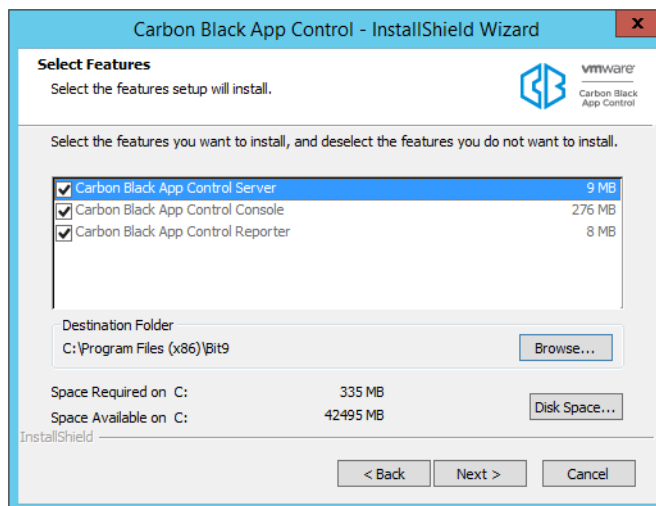 Carbon Black App Control - InstallShield Wizard
x
Select Features
Select the features setup will install.
vmware®
Carbon Black
App Control
Select the features you want to install, and deselect the features you do not want to install.
Carbon Black App Control Server 9 MB
Carbon Black App Control Console 276 MB
Carbon Black App Control Reporter 8 MB
Destination Folder
C:\Program Files (x86)\Bit9
Browse...
Space Required on C: 335 MB
Space Available on C: 42495 MB
Disk Space...
InstallShield
< Back Next > Cancel